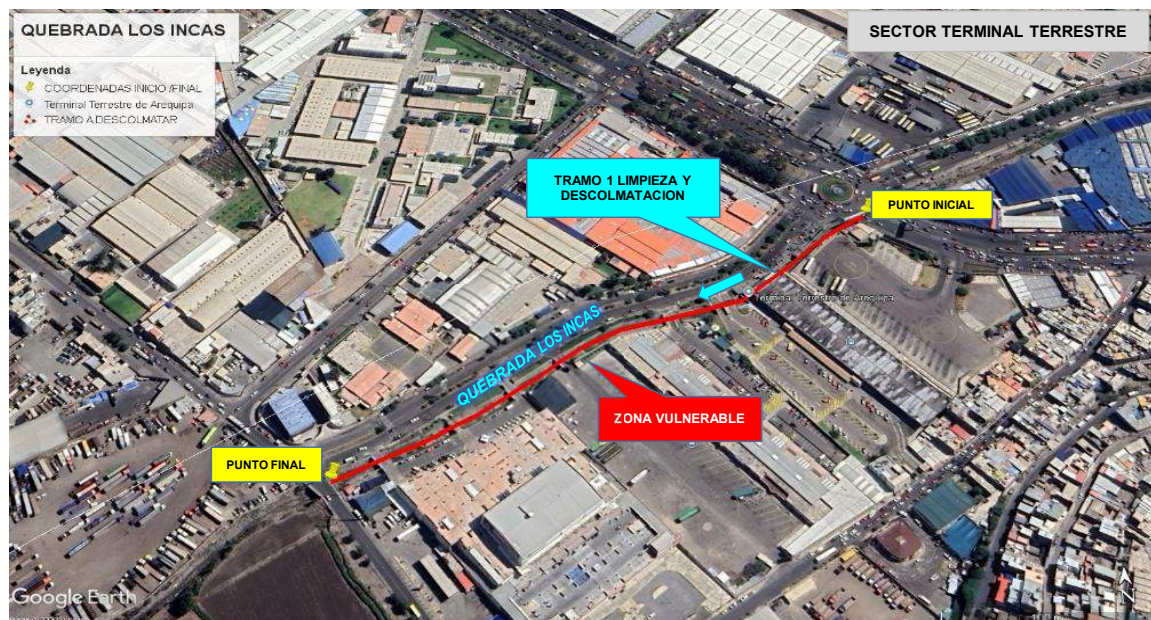 QUEBRADA LOS INCAS
SECTOR TERMINAL TERRESTRE
Leyenda
COORDENADAS INICIO /FINAL
Terminal Terrestre de Arequipa
TRAMO A DESCOLMATAR
TRAMO 1 LIMPIEZA Y
DESCOLMATACION
PUNTO INICIAL
Terminal Terrestre de Arequipa
QUEBRADA LOS INCAS
ZONA VULNERABLE
PUNTO FINAL
Google Earth
N